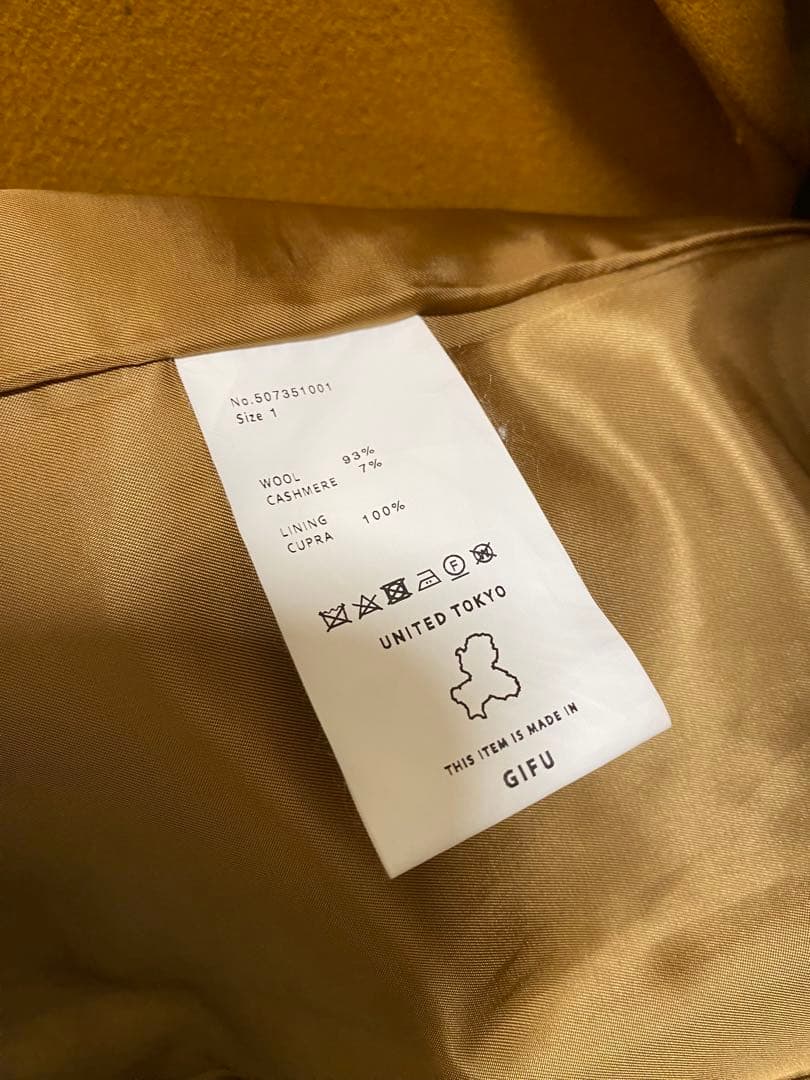 No.507351001
Size 1
WOOL 93%
CASHMERE 7%
LINING
CUPRA 100%
F W
UNITED TOKYO
THIS ITEM IS MADE IN
GIFU